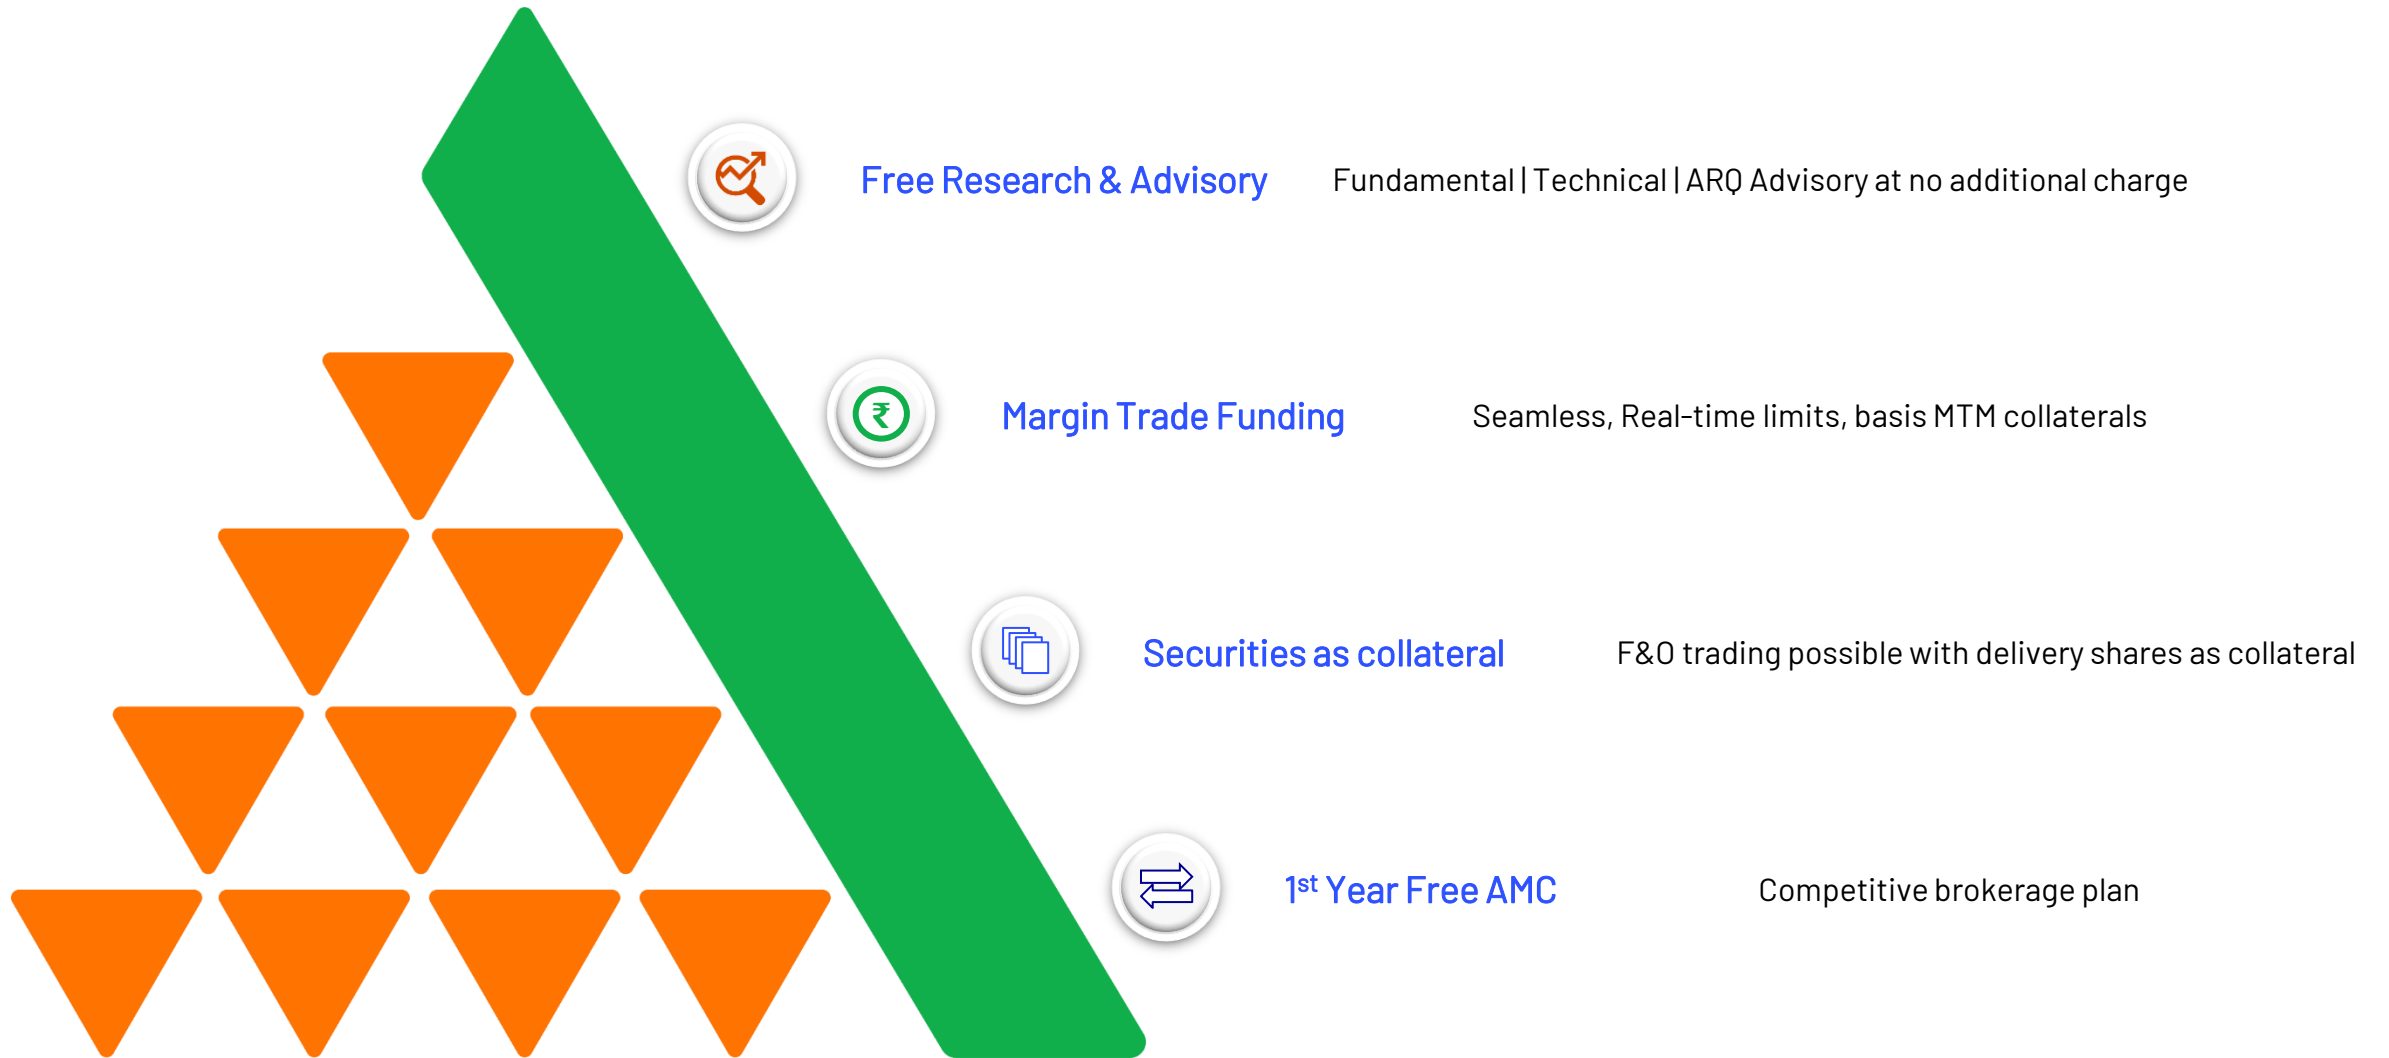 Free Research & Advisory Fundamental | Technical | ARQ Advisory at no additional charge
₹
Margin Trade Funding Seamless, Real-time limits, basis MTM collaterals
Securities as collateral F&O trading possible with delivery shares as collateral
1st Year Free AMC Competitive brokerage plan